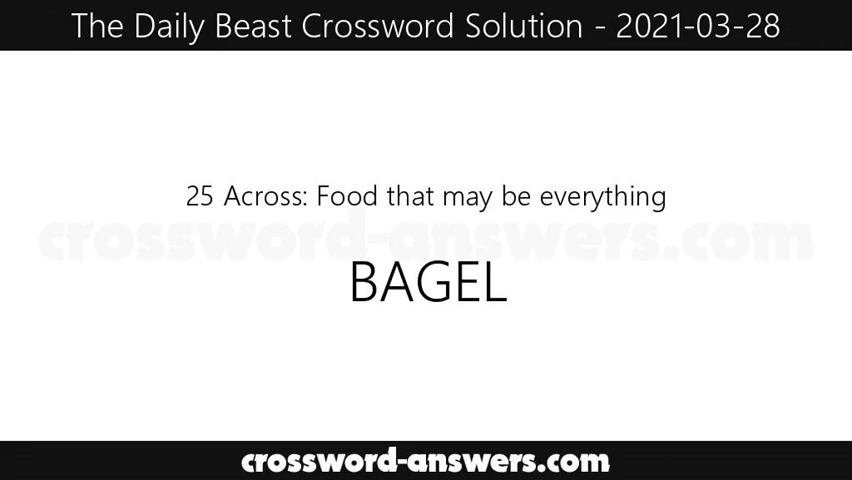 The Daily Beast Crossword Solution - 2021-03-28
25 Across: Food that may be everything
crossword-answers.com
BAGEL
crossword-answers.com